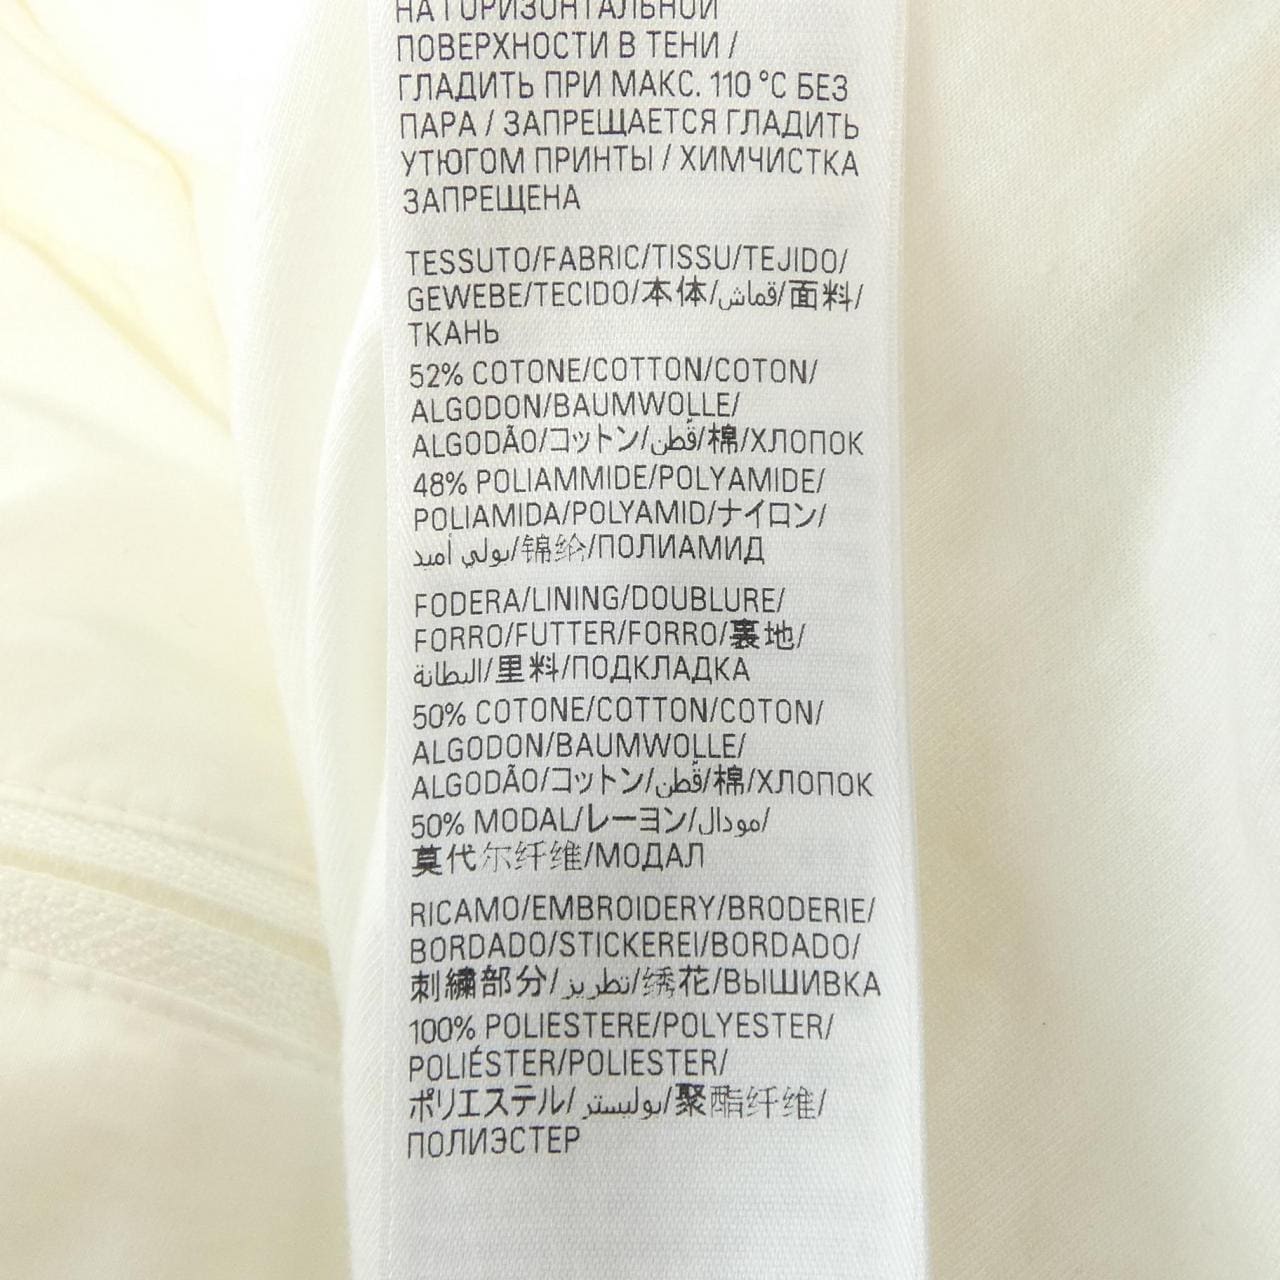 НА ГОРИЗОНТАЛЬНОЙ
ПОВЕРХНОСТИ В ТЕНИ /
ГЛАДИТЬ ПРИ МАКС. 110 °C БЕЗ
ПАРА / ЗАПРЕЩАЕТСЯ ГЛАДИТЬ
УТЮГОМ ПРИНТЫ / ХИМЧИСТКА
ЗАПРЕЩЕНА
TESSUTO/FABRIC/TISSU/TEJIDO/
GEWEBE/TECIDO/本体/قماش/面料/
ТКАНЬ
52% COTONE/COTTON/COTON/
ALGODON/BAUMWOLLE/
ALGODÃO/コットン/قُطن/棉/ХЛОПОК
48% POLIAMMIDE/POLYAMIDE/
POLIAMIDA/POLYAMID/ナイロン/
بولي أميد/锦纶/ПОЛИАМИД
FODERA/LINING/DOUBLURE/
FORRO/FUTTER/FORRO/裏地/
البطانة/里料/ПОДКЛАДКА
50% COTONE/COTTON/COTON/
ALGODON/BAUMWOLLE/
ALGODÃO/コットン/قُطن/棉/ХЛОПОК
50% MODAL/レーヨン/مودال/
莫代尔纤维/МОДАЛ
RICAMO/EMBROIDERY/BRODERIE/
BORDADO/STICKEREI/BORDADO/
刺繍部分/تطريز/绣花/ВЫШИВКА
100% POLIESTERE/POLYESTER/
POLIÉSTER/POLIESTER/
ポリエステル/بوليستر/聚酯纤维/
ПОЛИЭСТЕР